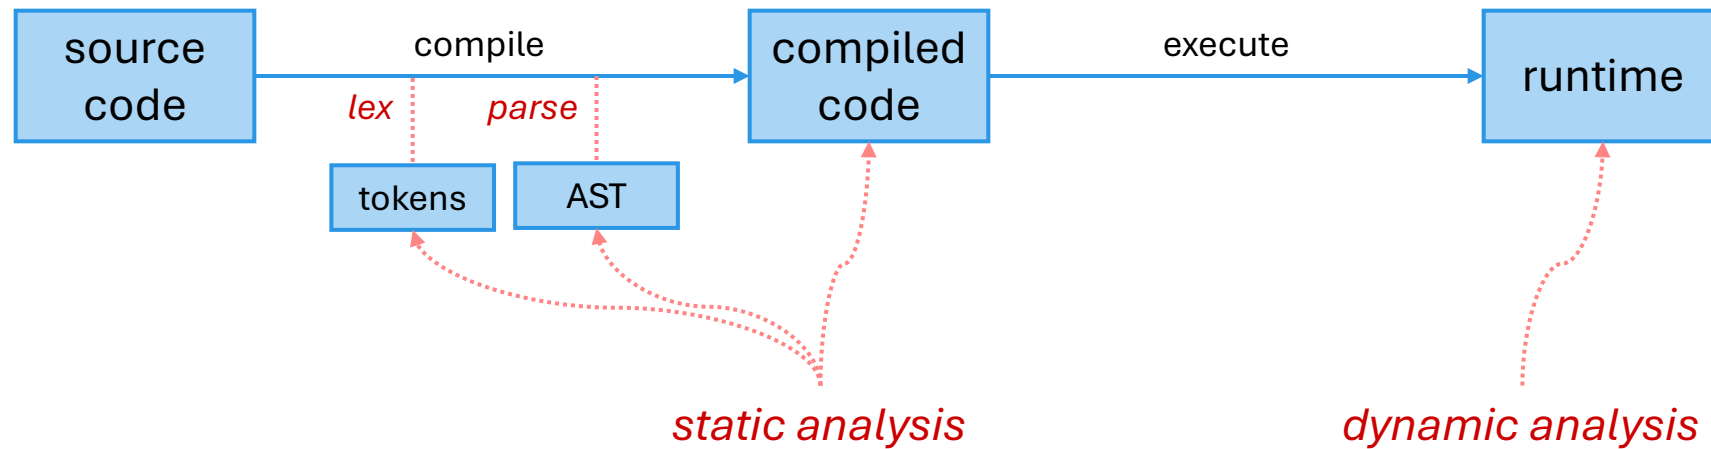 source
code
compile
compiled
code
execute
runtime
lex
parse
tokens
AST
static analysis
dynamic analysis